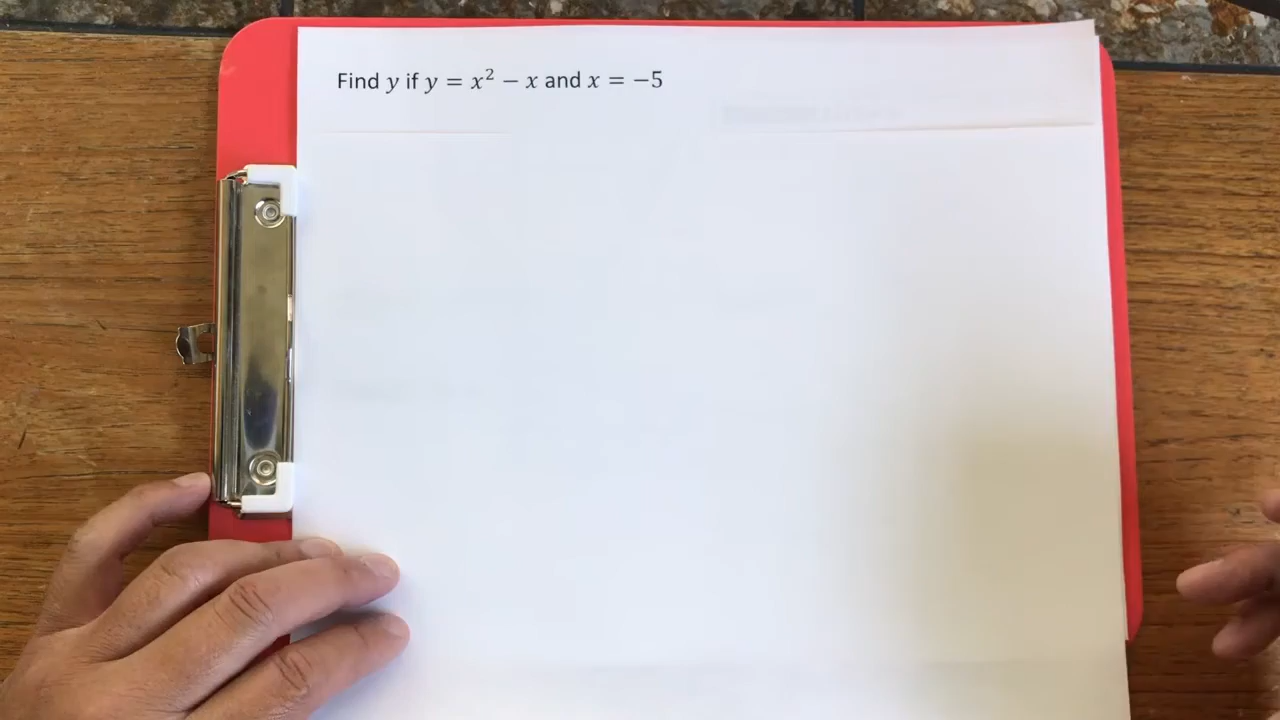 Find y if y = x² − x and x = −5